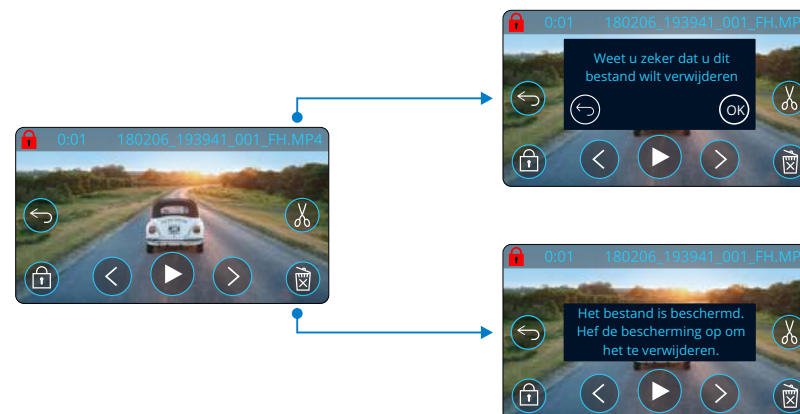 0:01 180206_193941_001_FH.MP
Weet u zeker dat u dit
bestand wilt verwijderen
OK
0:01 180206_193941_001_FH.MP4
0:01 180206_193941_001_FH.MP
Het bestand is beschermd.
Hef de bescherming op om
het te verwijderen.